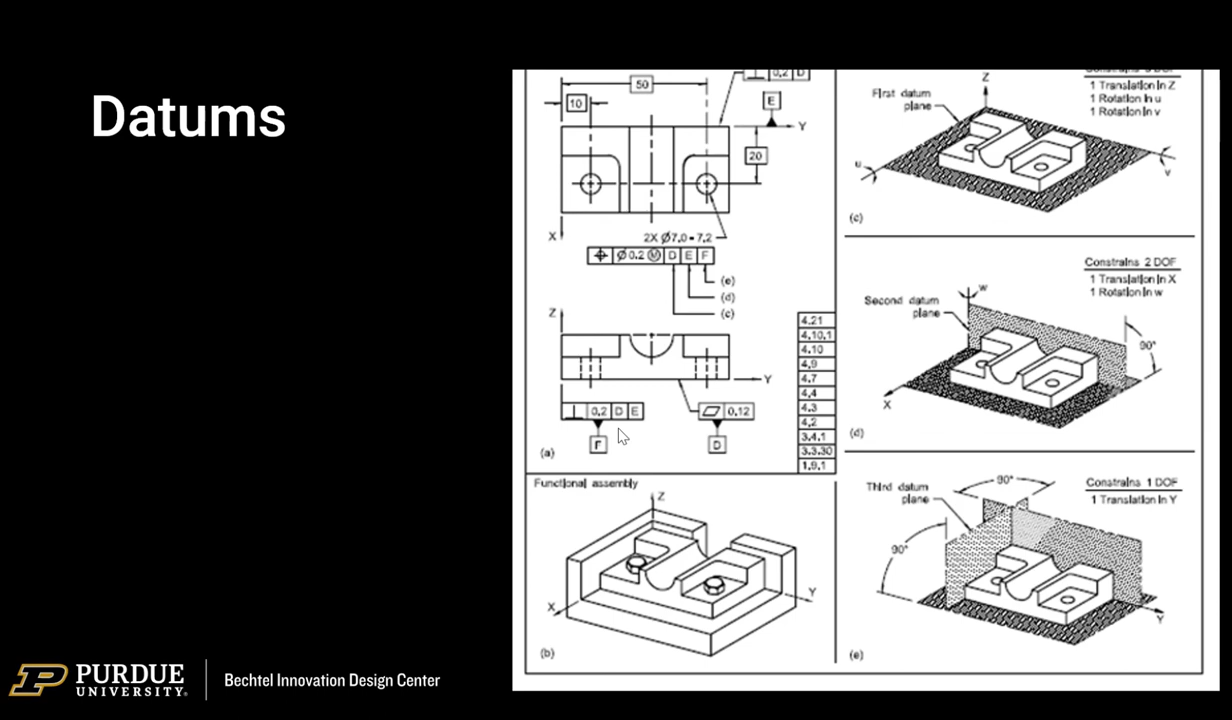 Datums
50
0,2 D
10
E
Y
20
X
2X Ø7,0 - 7,2
Ø 0.2 Ⓜ D E F
(e)
(d)
(c)
Z
Y
0,2 D E
0,12
F
D
(a)
4.21
4.10.1
4.10
4.9
4.7
4.4
4.3
4.2
3.4.1
3.3.30
1.9.1
Functional assembly
Z
Y
X
(b)
1 Translation in Z
1 Rotation in u
1 Rotation in v
Z
First datum
plane
u
v
(c)
Constrains 2 DOF
1 Translation in X
1 Rotation in w
w
Second datum
plane
90°
X
(d)
Constrains 1 DOF
1 Translation in Y
90°
Third datum
plane
90°
Y
(e)
PURDUE
UNIVERSITY®
Bechtel Innovation Design Center